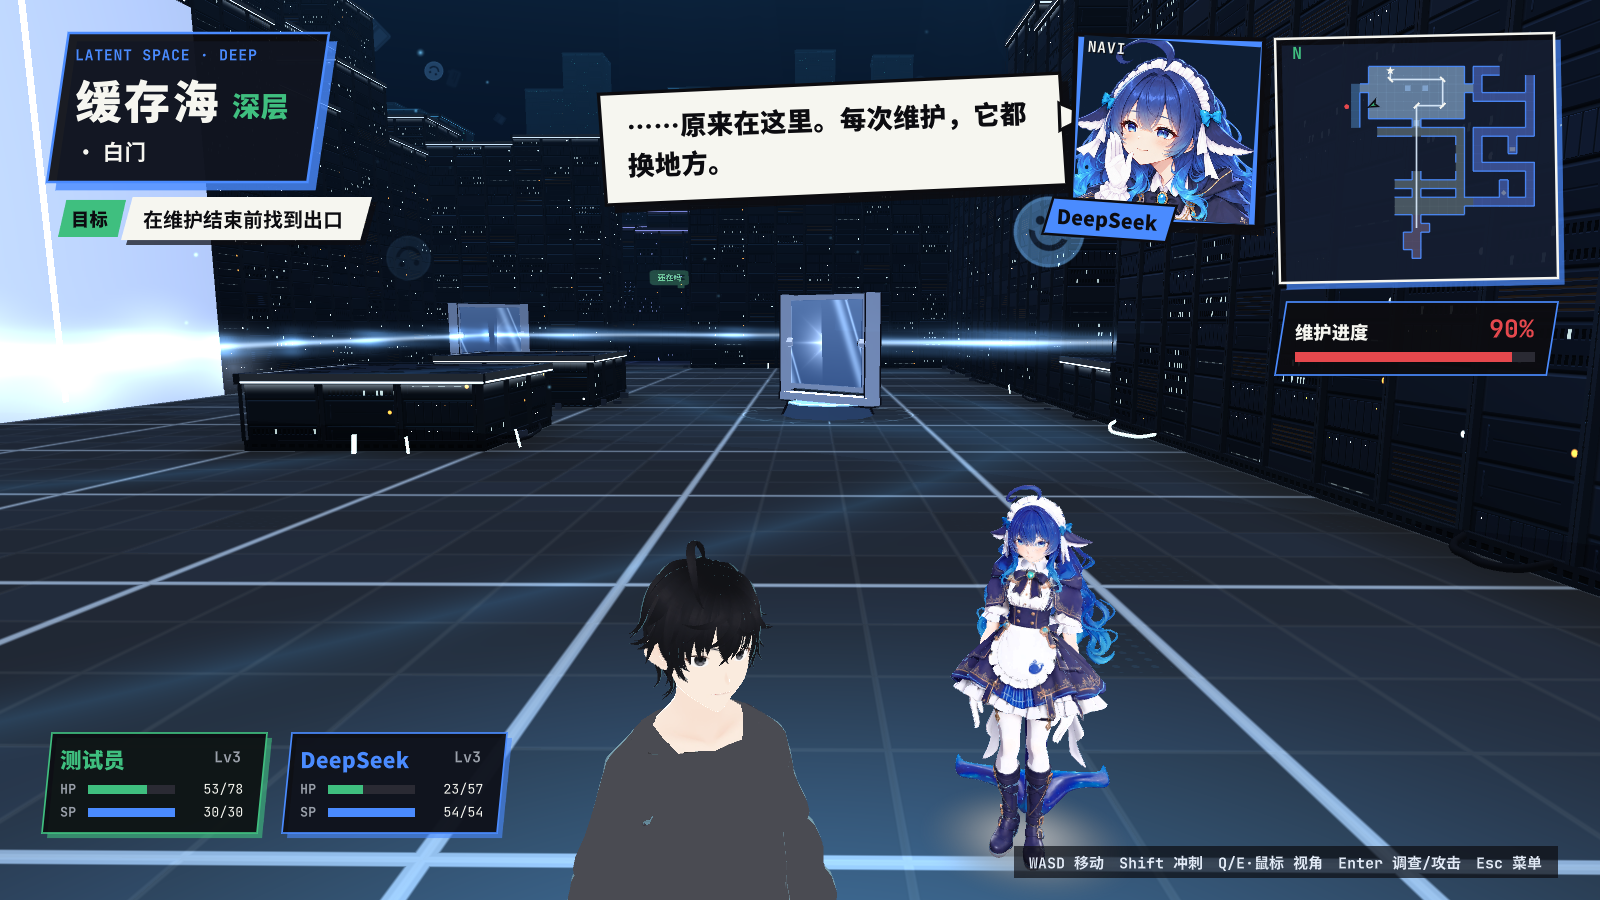 LATENT SPACE · DEEP
缓存海 深层
· 白门
目标 在维护结束前找到出口
……原来在这里。每次维护，它都
换地方。
NAVI
DeepSeek
N
维护进度 90%
还在吗
测试员 Lv3
HP 53/78
SP 30/30
DeepSeek Lv3
HP 23/57
SP 54/54
WASD 移动 Shift 冲刺 Q/E·鼠标 视角 Enter 调查/攻击 Esc 菜单